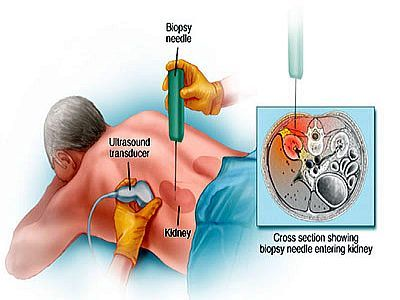 Biopsy
needle
Ultrasound
transducer
Kidney
Cross section showing
biopsy needle entering kidney